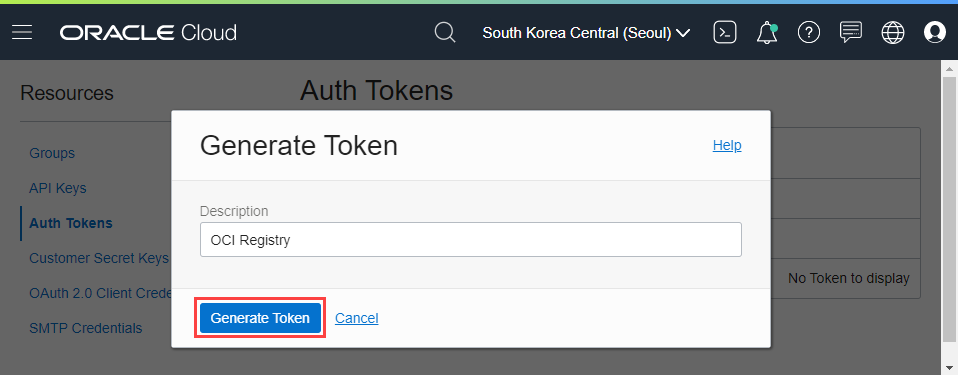 ORACLE Cloud
South Korea Central (Seoul)
Resources
Auth Tokens
Groups
API Keys
Auth Tokens
Customer Secret Keys
OAuth 2.0 Client Crede
SMTP Credentials
Generate Token
Help
Description
OCI Registry
No Token to display
Generate Token
Cancel